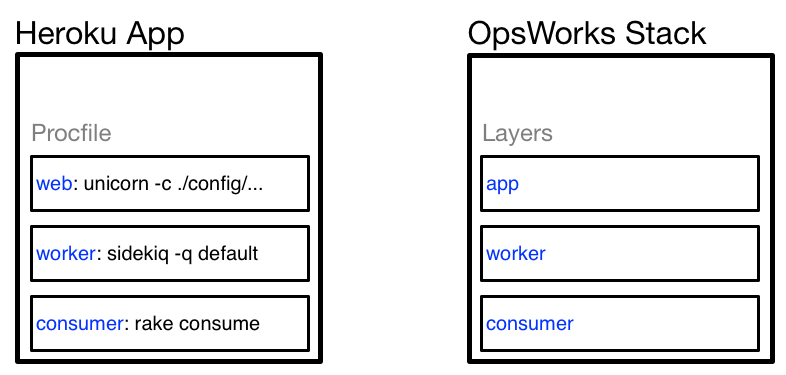 Heroku App
Procfile
web: unicorn -c ./config/...
worker: sidekiq -q default
consumer: rake consume
OpsWorks Stack
Layers
app
worker
consumer